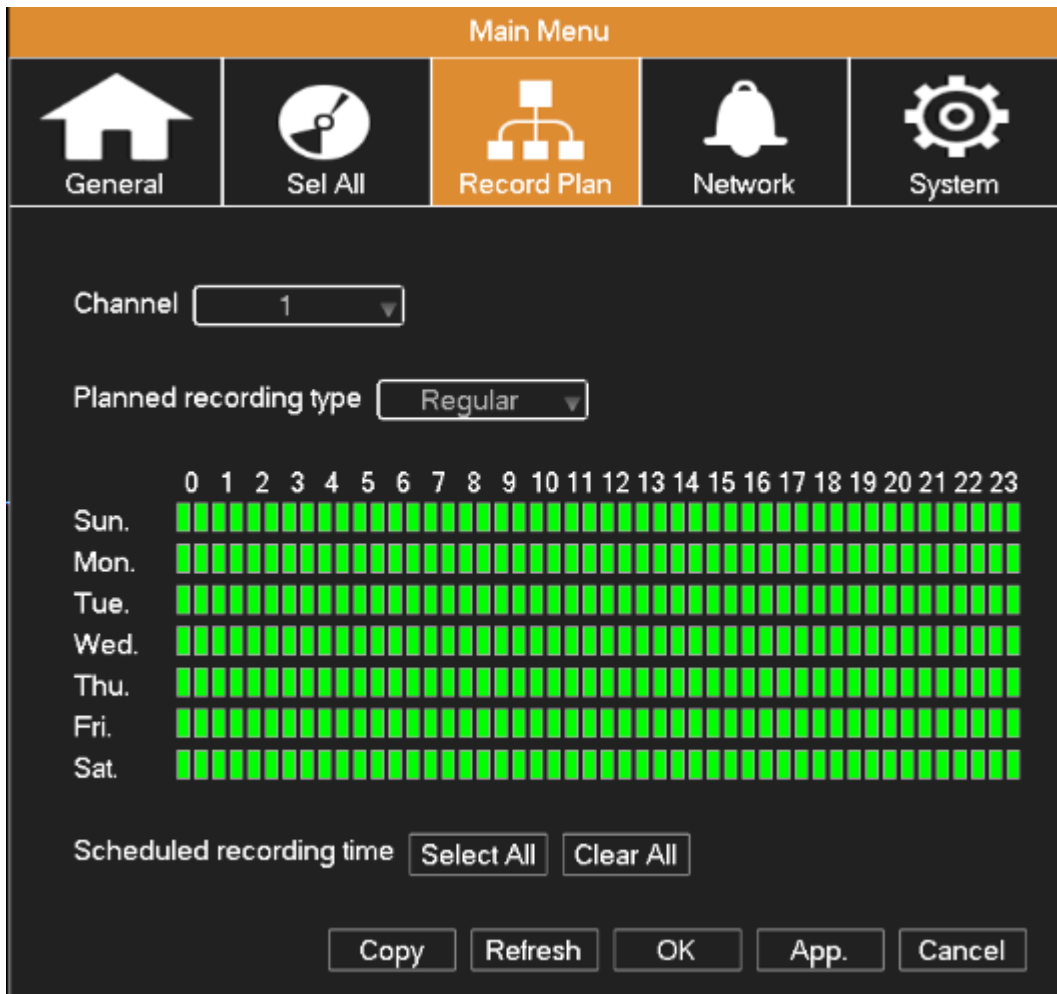 Main Menu
General Sel All Record Plan Network System
Channel 1
Planned recording type Regular
0 1 2 3 4 5 6 7 8 9 10 11 12 13 14 15 16 17 18 19 20 21 22 23
Sun.
Mon.
Tue.
Wed.
Thu.
Fri.
Sat.
Scheduled recording time Select All Clear All
Copy Refresh OK App. Cancel